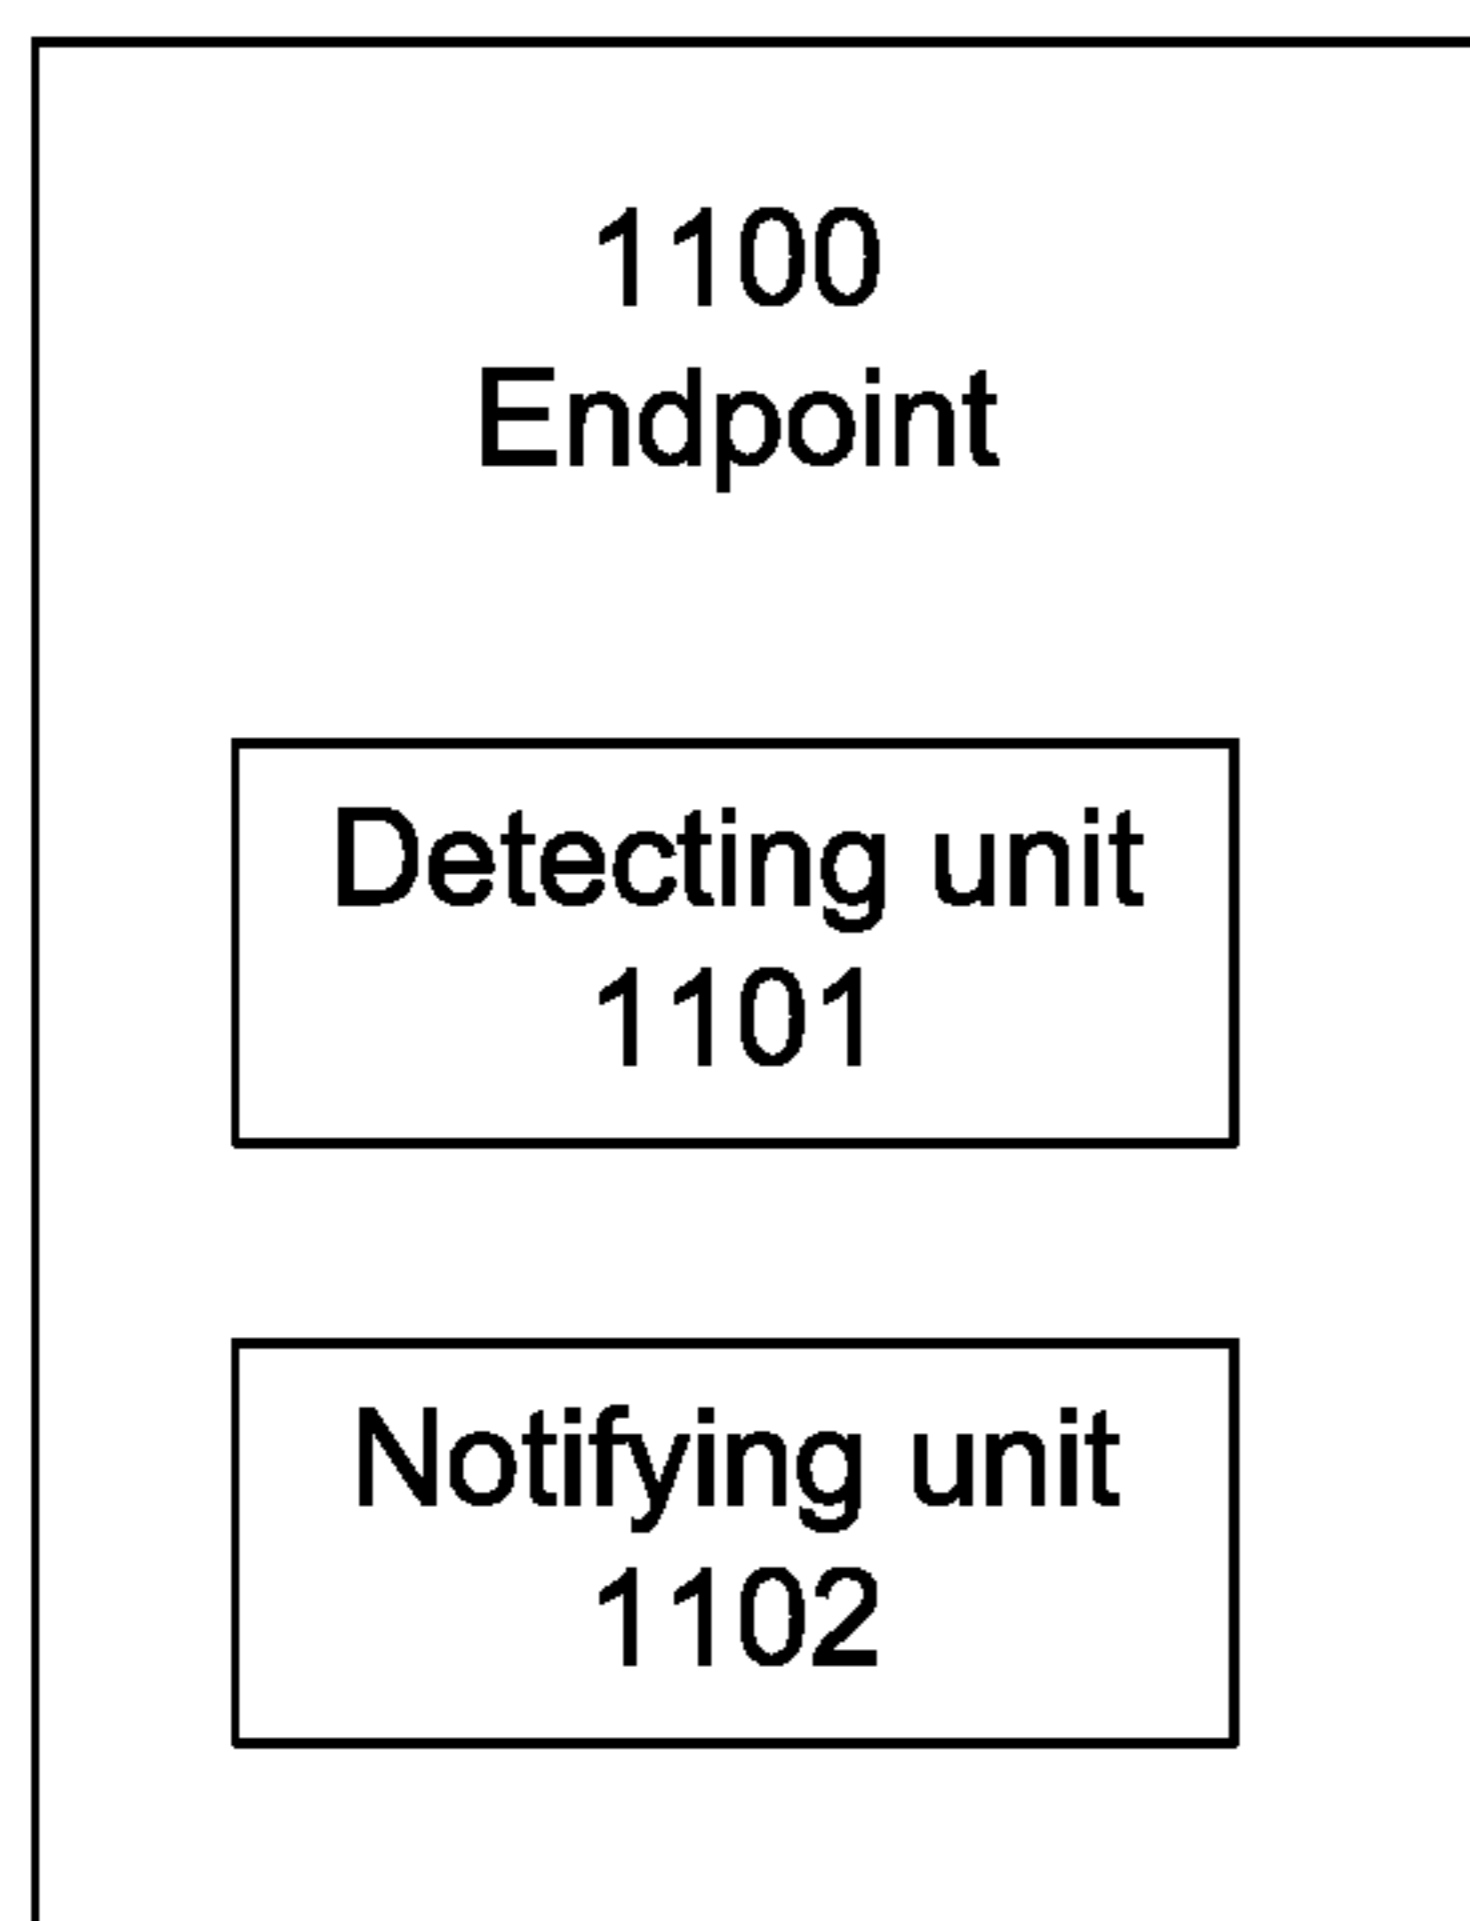 1100
Endpoint
Detecting unit
1101
Notifying unit
1102